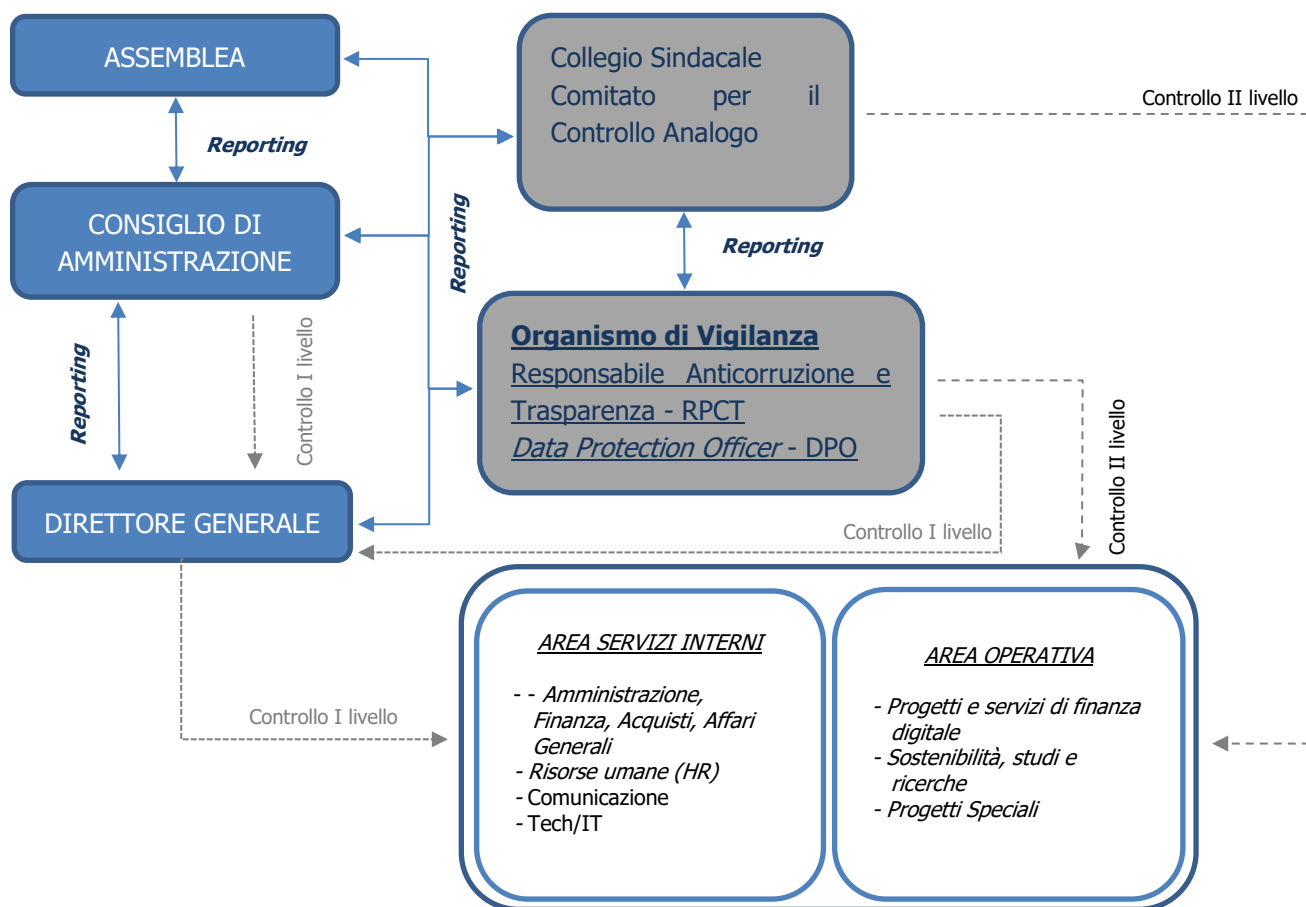 ASSEMBLEA
Collegio Sindacale
Comitato per il
Controllo Analogo
Controllo II livello
Reporting
CONSIGLIO DI
AMMINISTRAZIONE
Reporting
Reporting
Organismo di Vigilanza
Responsabile Anticorruzione e
Trasparenza - RPCT
Data Protection Officer - DPO
Reporting
Controllo I livello
Controllo II livello
DIRETTORE GENERALE
Controllo I livello
Controllo I livello
AREA SERVIZI INTERNI
- - Amministrazione,
Finanza, Acquisti, Affari
Generali
- Risorse umane (HR)
- Comunicazione
- Tech/IT
AREA OPERATIVA
- Progetti e servizi di finanza
digitale
- Sostenibilità, studi e
ricerche
- Progetti Speciali